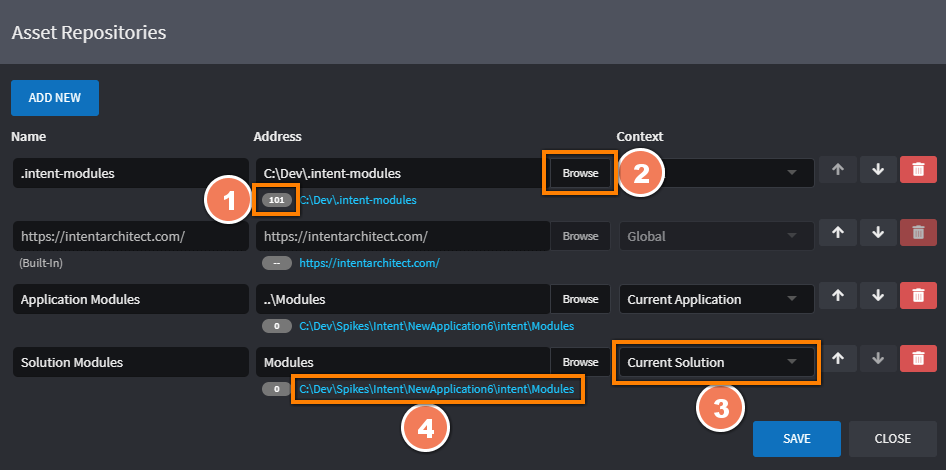 Asset Repositories
ADD NEW
Name Address Context
.intent-modules C:\Dev\.intent-modules Browse 2
1 101 C:\Dev\.intent-modules
https://intentarchitect.com/ https://intentarchitect.com/ Browse Global
(Built-In) -- https://intentarchitect.com/
Application Modules ..\Modules Browse Current Application
0 C:\Dev\Spikes\Intent\NewApplication6\intent\Modules
Solution Modules Modules Browse Current Solution
0 C:\Dev\Spikes\Intent\NewApplication6\intent\Modules
4 3
SAVE CLOSE